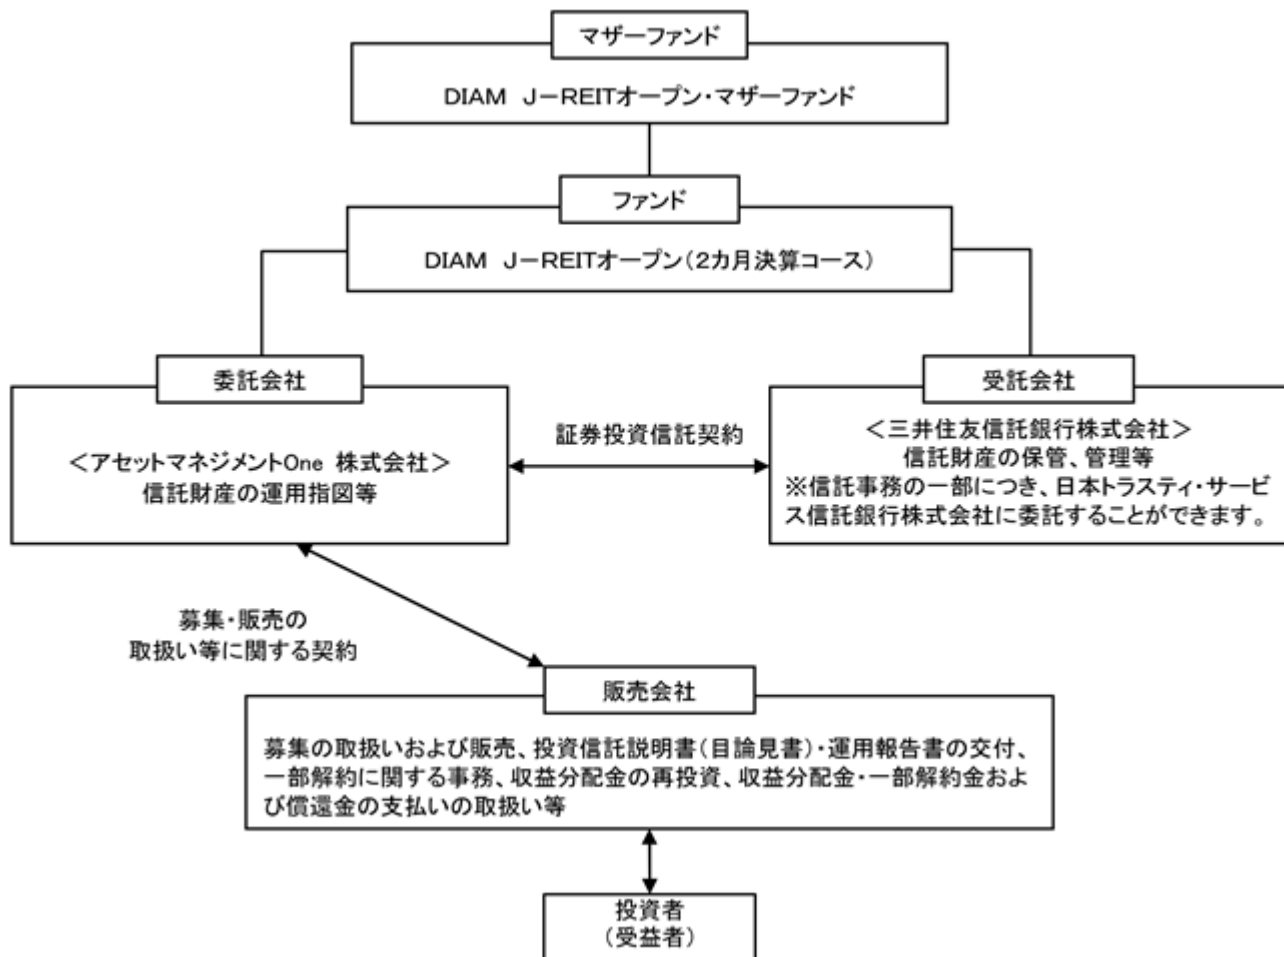 マザーファンド
DIAM J-REITオープン・マザーファンド
ファンド
DIAM J-REITオープン(2カ月決算コース)
委託会社
<アセットマネジメントOne 株式会社>
信託財産の運用指図等
証券投資信託契約
受託会社
<三井住友信託銀行株式会社>
信託財産の保管、管理等
※信託事務の一部につき、日本トラスティ・サービ
ス信託銀行株式会社に委託することができます。
募集・販売の
取扱い等に関する契約
販売会社
募集の取扱いおよび販売、投資信託説明書(目論見書)・運用報告書の交付、
一部解約に関する事務、収益分配金の再投資、収益分配金・一部解約金およ
び償還金の支払いの取扱い等
投資者
(受益者)